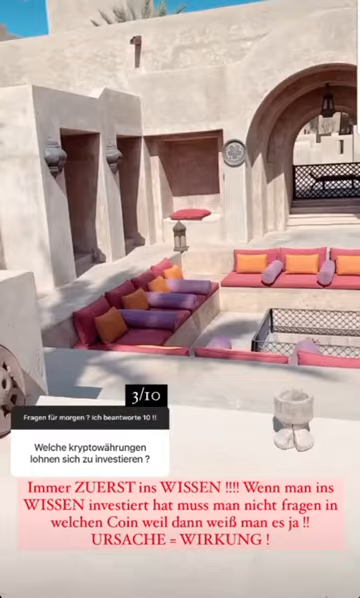 3/10
Fragen für morgen ? Ich beantworte 10 !!
Welche kryptowährungen
lohnen sich zu investieren ?
Immer ZUERST ins WISSEN !!!! Wenn man ins
WISSEN investiert hat muss man nicht fragen in
welchen Coin weil dann weiß man es ja !!
URSACHE = WIRKUNG !